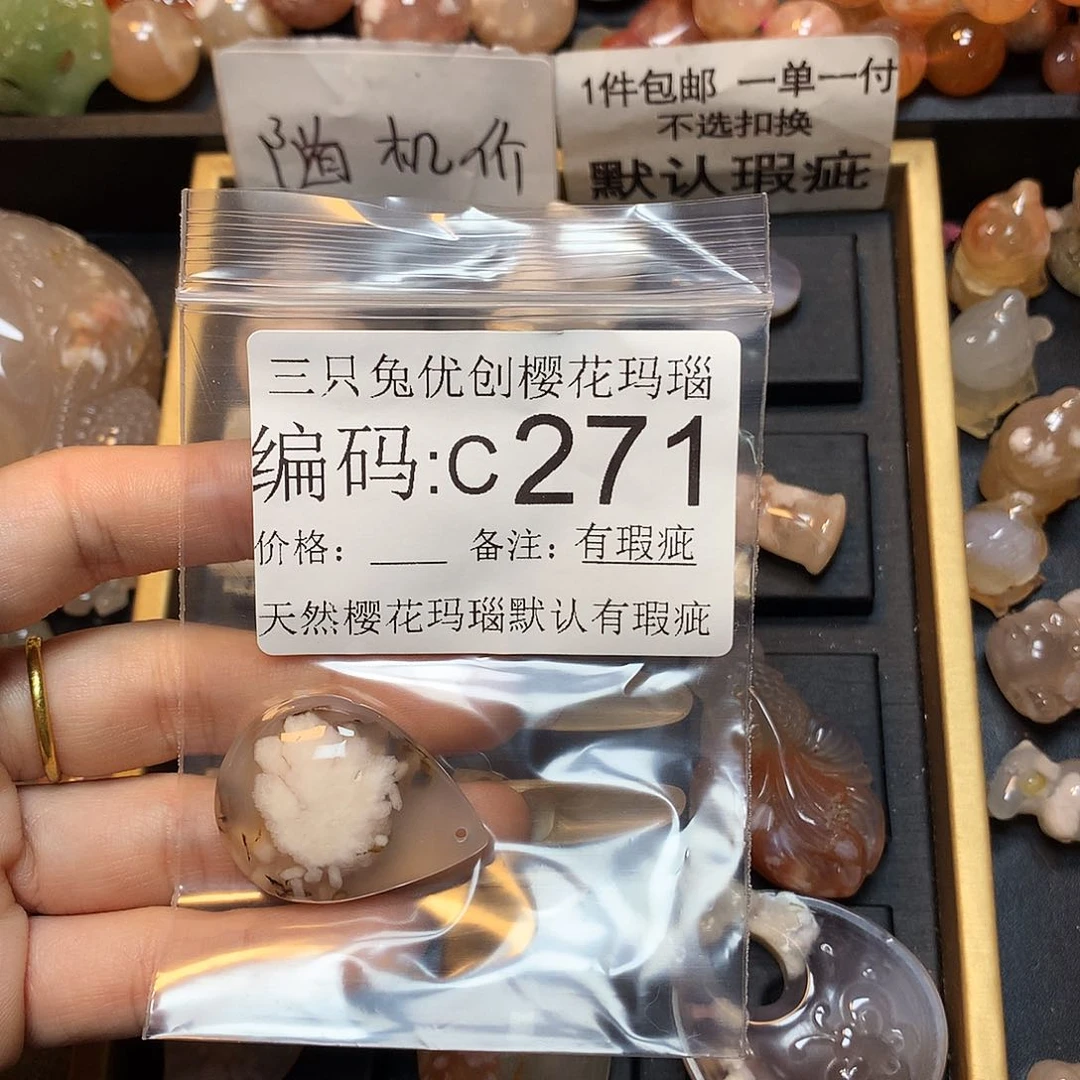 随机价
1件包邮 一单一付
不选扣换
默认瑕疵
三只兔优创樱花玛瑙
编码:C271
价格：____ 备注：有瑕疵
天然樱花玛瑙默认有瑕疵